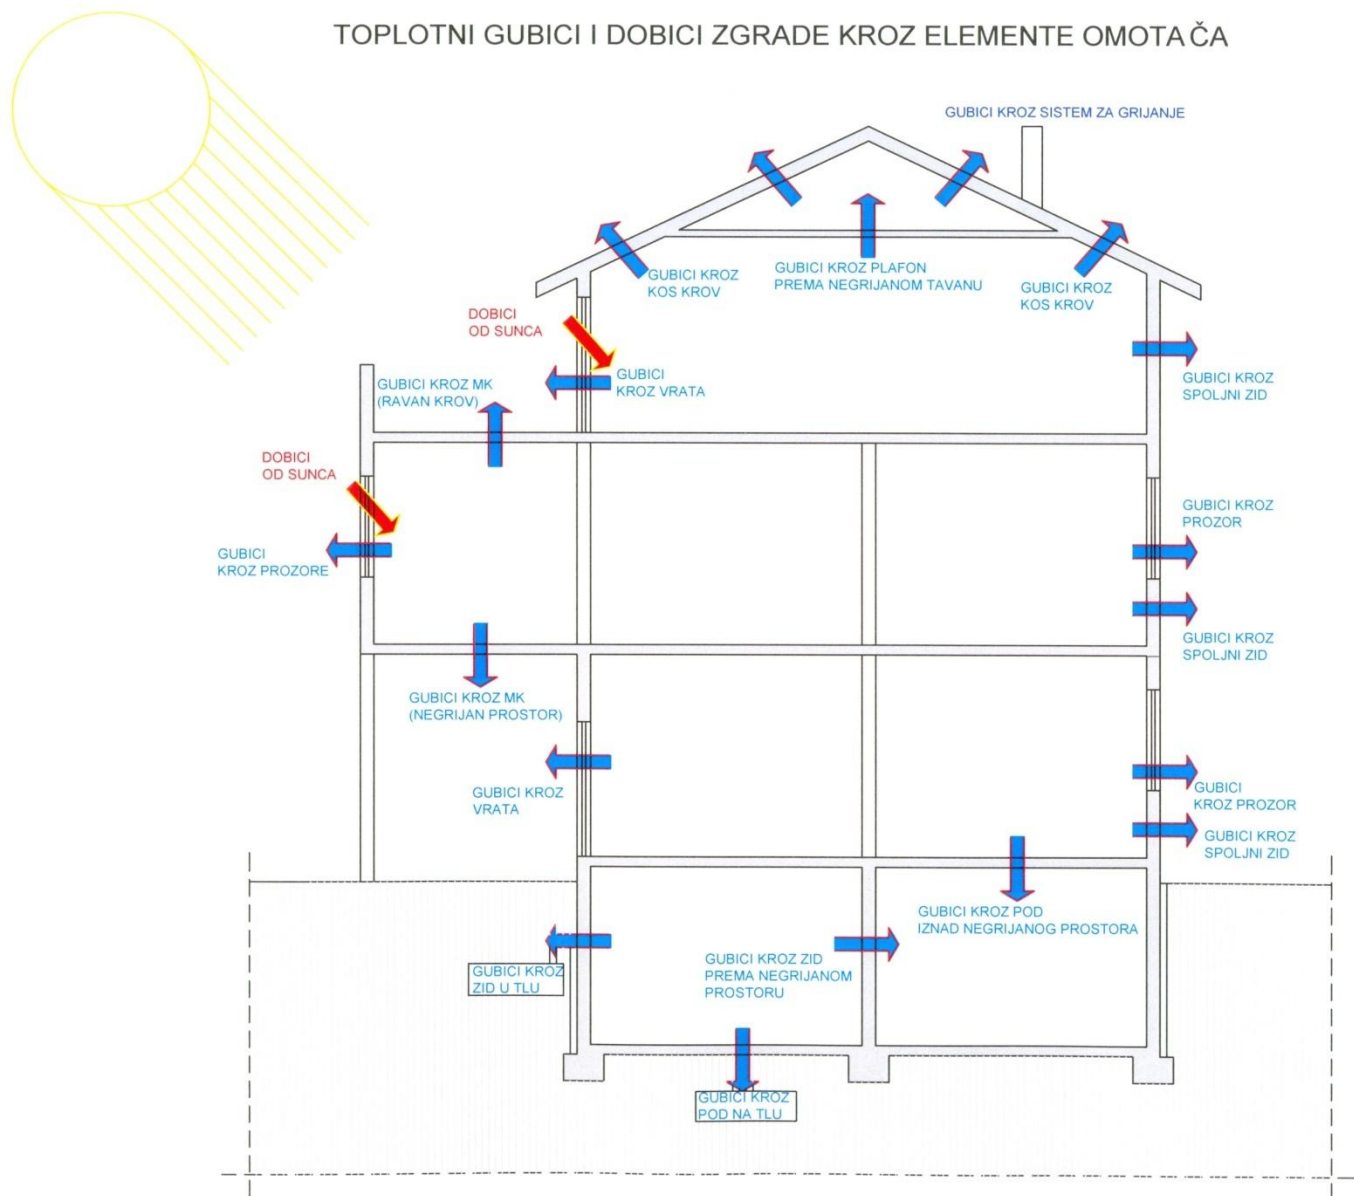 TOPLOTNI GUBICI I DOBICI ZGRADE KROZ ELEMENTE OMOTAČA
GUBICI KROZ SISTEM ZA GRIJANJE
GUBICI KROZ
KOS KROV
GUBICI KROZ PLAFON
PREMA NEGRIJANOM TAVANU
GUBICI KROZ
KOS KROV
DOBICI
OD SUNCA
GUBICI
KROZ VRATA
GUBICI KROZ MK
(RAVAN KROV)
GUBICI KROZ
SPOLJNI ZID
DOBICI
OD SUNCA
GUBICI
KROZ PROZORE
GUBICI KROZ
PROZOR
GUBICI KROZ
SPOLJNI ZID
GUBICI KROZ MK
(NEGRIJAN PROSTOR)
GUBICI KROZ
VRATA
GUBICI
KROZ PROZOR
GUBICI KROZ
SPOLJNI ZID
GUBICI KROZ POD
IZNAD NEGRIJANOG PROSTORA
GUBICI KROZ
ZID U TLU
GUBICI KROZ ZID
PREMA NEGRIJANOM
PROSTORU
GUBICI KROZ
POD NA TLU